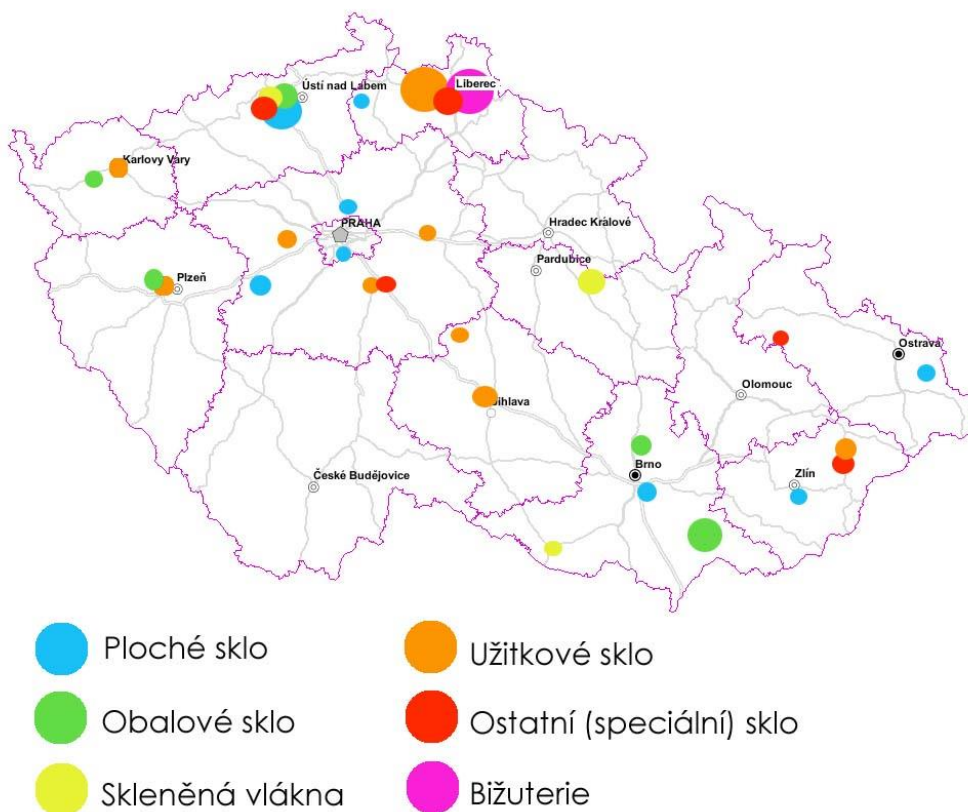 Ústí nad Labem
Liberec
Karlovy Vary
PRAHA
Hradec Králové
Pardubice
Plzeň
Ostrava
Jihlava
Olomouc
Brno
Zlín
České Budějovice
Ploché sklo
Užitkové sklo
Obalové sklo
Ostatní (speciální) sklo
Skleněná vlákna
Bižuterie